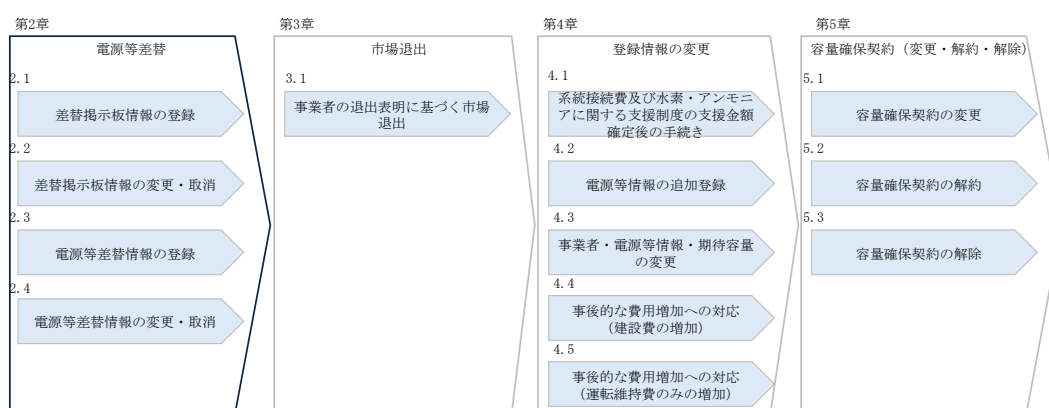 第2章
電源等差替
2.1
差替掲示板情報の登録
2.2
差替掲示板情報の変更・取消
2.3
電源等差替情報の登録
2.4
電源等差替情報の変更・取消
第3章
市場退出
3.1
事業者の退出表明に基づく市場
退出
第4章
登録情報の変更
4.1
系統接続費及び水素・アンモニ
アに関する支援制度の支援金額
確定後の手続き
4.2
電源等情報の追加登録
4.3
事業者・電源等情報・期待容量
の変更
4.4
事後的な費用増加への対応
（建設費の増加）
4.5
事後的な費用増加への対応
（運転維持費のみの増加）
第5章
容量確保契約（変更・解約・解除）
5.1
容量確保契約の変更
5.2
容量確保契約の解約
5.3
容量確保契約の解除